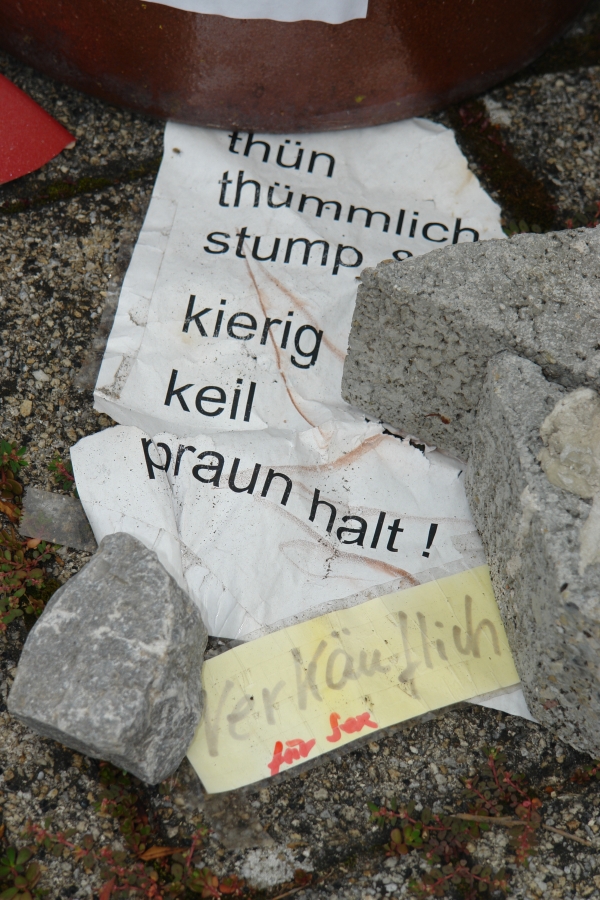 thün
thümmlich
stump
kierig
keil
praun halt !
Verkäuflich
für Sex